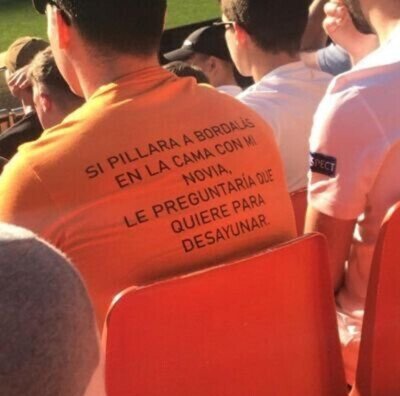 SI PILLARA A BORDALÁS
EN LA CAMA CON MI
NOVIA,
LE PREGUNTARÍA QUE
QUIERE PARA
DESAYUNAR.